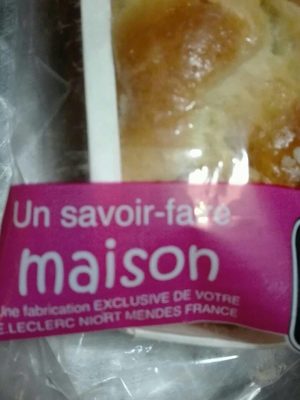 Un savoir-faire
maison
Une fabrication EXCLUSIVE DE VOTRE
E.LECLERC NIORT MENDES FRANCE